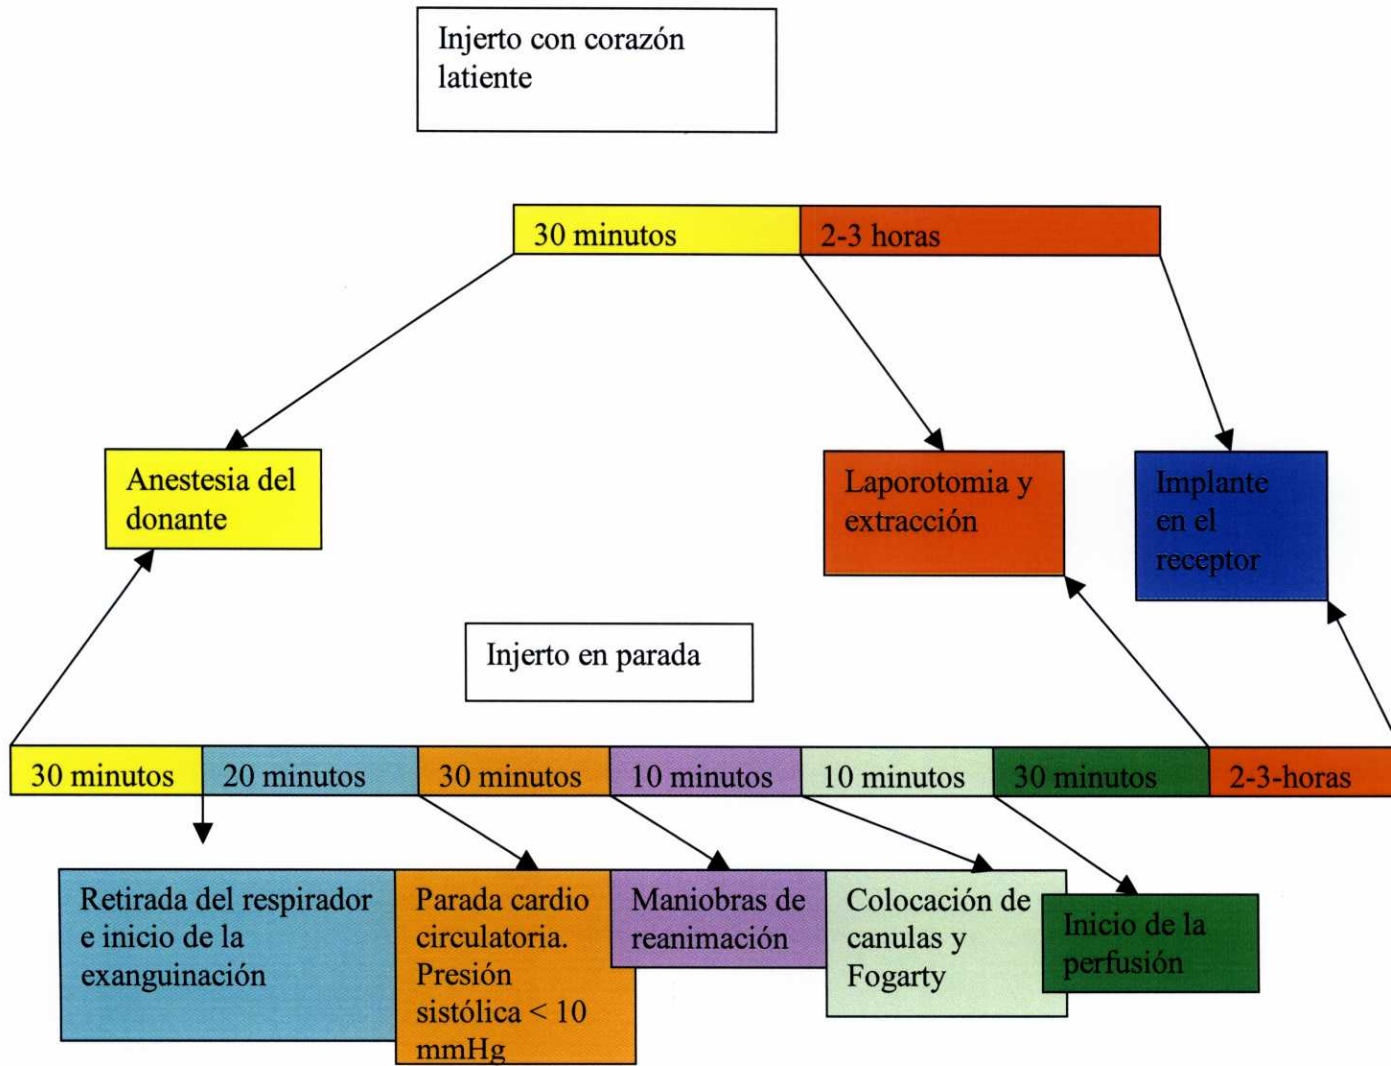 Injerto con corazón
latiente
30 minutos
2-3 horas
Anestesia del
donante
Laporotomia y
extracción
Implante
en el
receptor
Injerto en parada
30 minutos
20 minutos
30 minutos
10 minutos
10 minutos
30 minutos
2-3-horas
Retirada del respirador
e inicio de la
exanguinación
Parada cardio
circulatoria.
Presión
sistólica < 10
mmHg
Maniobras de
reanimación
Colocación de
canulas y
Fogarty
Inicio de la
perfusión